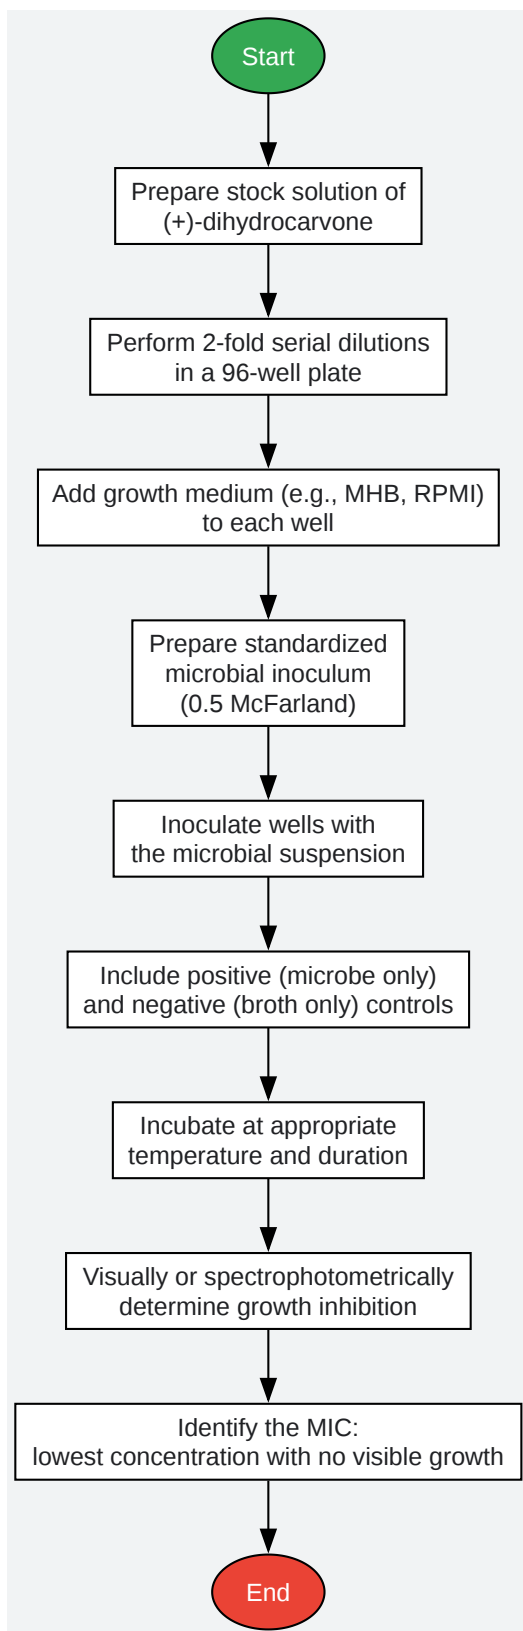 Start
Prepare stock solution of
(+)-dihydrocarvone
Perform 2-fold serial dilutions
in a 96-well plate
Add growth medium (e.g., MHB, RPMI)
to each well
Prepare standardized
microbial inoculum
(0.5 McFarland)
Inoculate wells with
the microbial suspension
Include positive (microbe only)
and negative (broth only) controls
Incubate at appropriate
temperature and duration
Visually or spectrophotometrically
determine growth inhibition
Identify the MIC:
lowest concentration with no visible growth
End